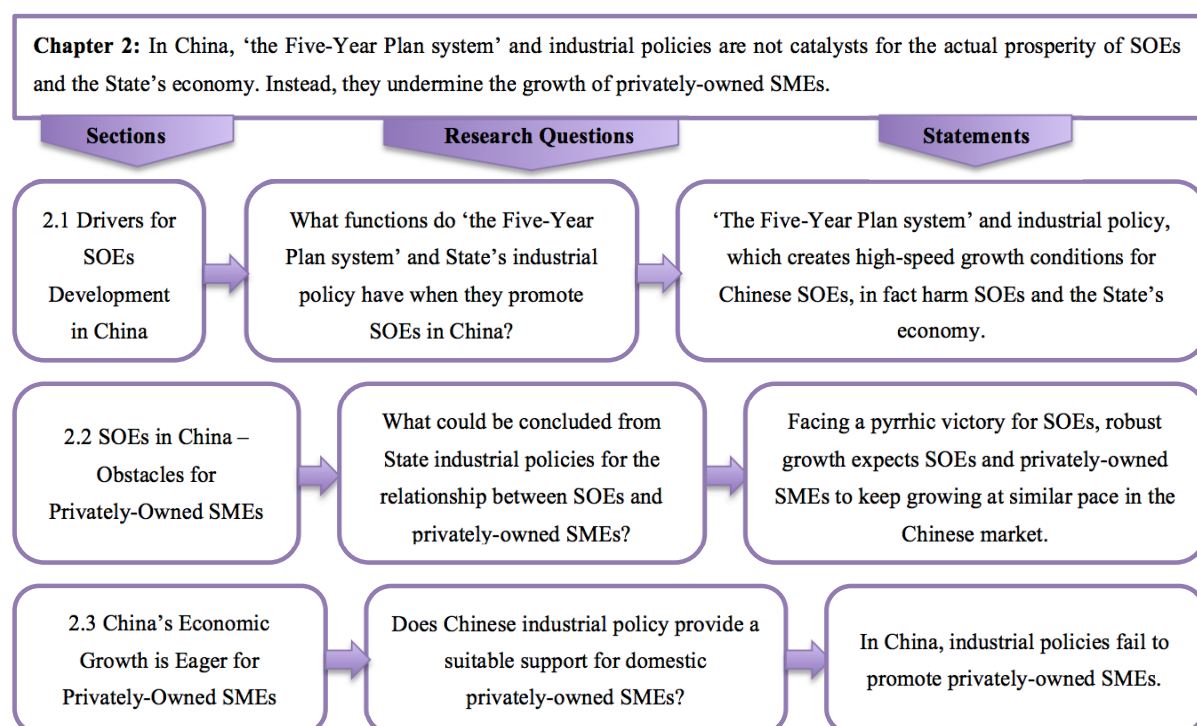 Chapter 2: In China, ‘the Five-Year Plan system’ and industrial policies are not catalysts for the actual prosperity of SOEs
and the State’s economy. Instead, they undermine the growth of privately-owned SMEs.
Sections
Research Questions
Statements
2.1 Drivers for
SOEs
Development
in China
What functions do ‘the Five-Year
Plan system’ and State’s industrial
policy have when they promote
SOEs in China?
‘The Five-Year Plan system’ and industrial policy,
which creates high-speed growth conditions for
Chinese SOEs, in fact harm SOEs and the State’s
economy.
2.2 SOEs in China –
Obstacles for
Privately-Owned SMEs
What could be concluded from
State industrial policies for the
relationship between SOEs and
privately-owned SMEs?
Facing a pyrrhic victory for SOEs, robust
growth expects SOEs and privately-owned
SMEs to keep growing at similar pace in the
Chinese market.
2.3 China’s Economic
Growth is Eager for
Privately-Owned SMEs
Does Chinese industrial policy provide a
suitable support for domestic
privately-owned SMEs?
In China, industrial policies fail to
promote privately-owned SMEs.